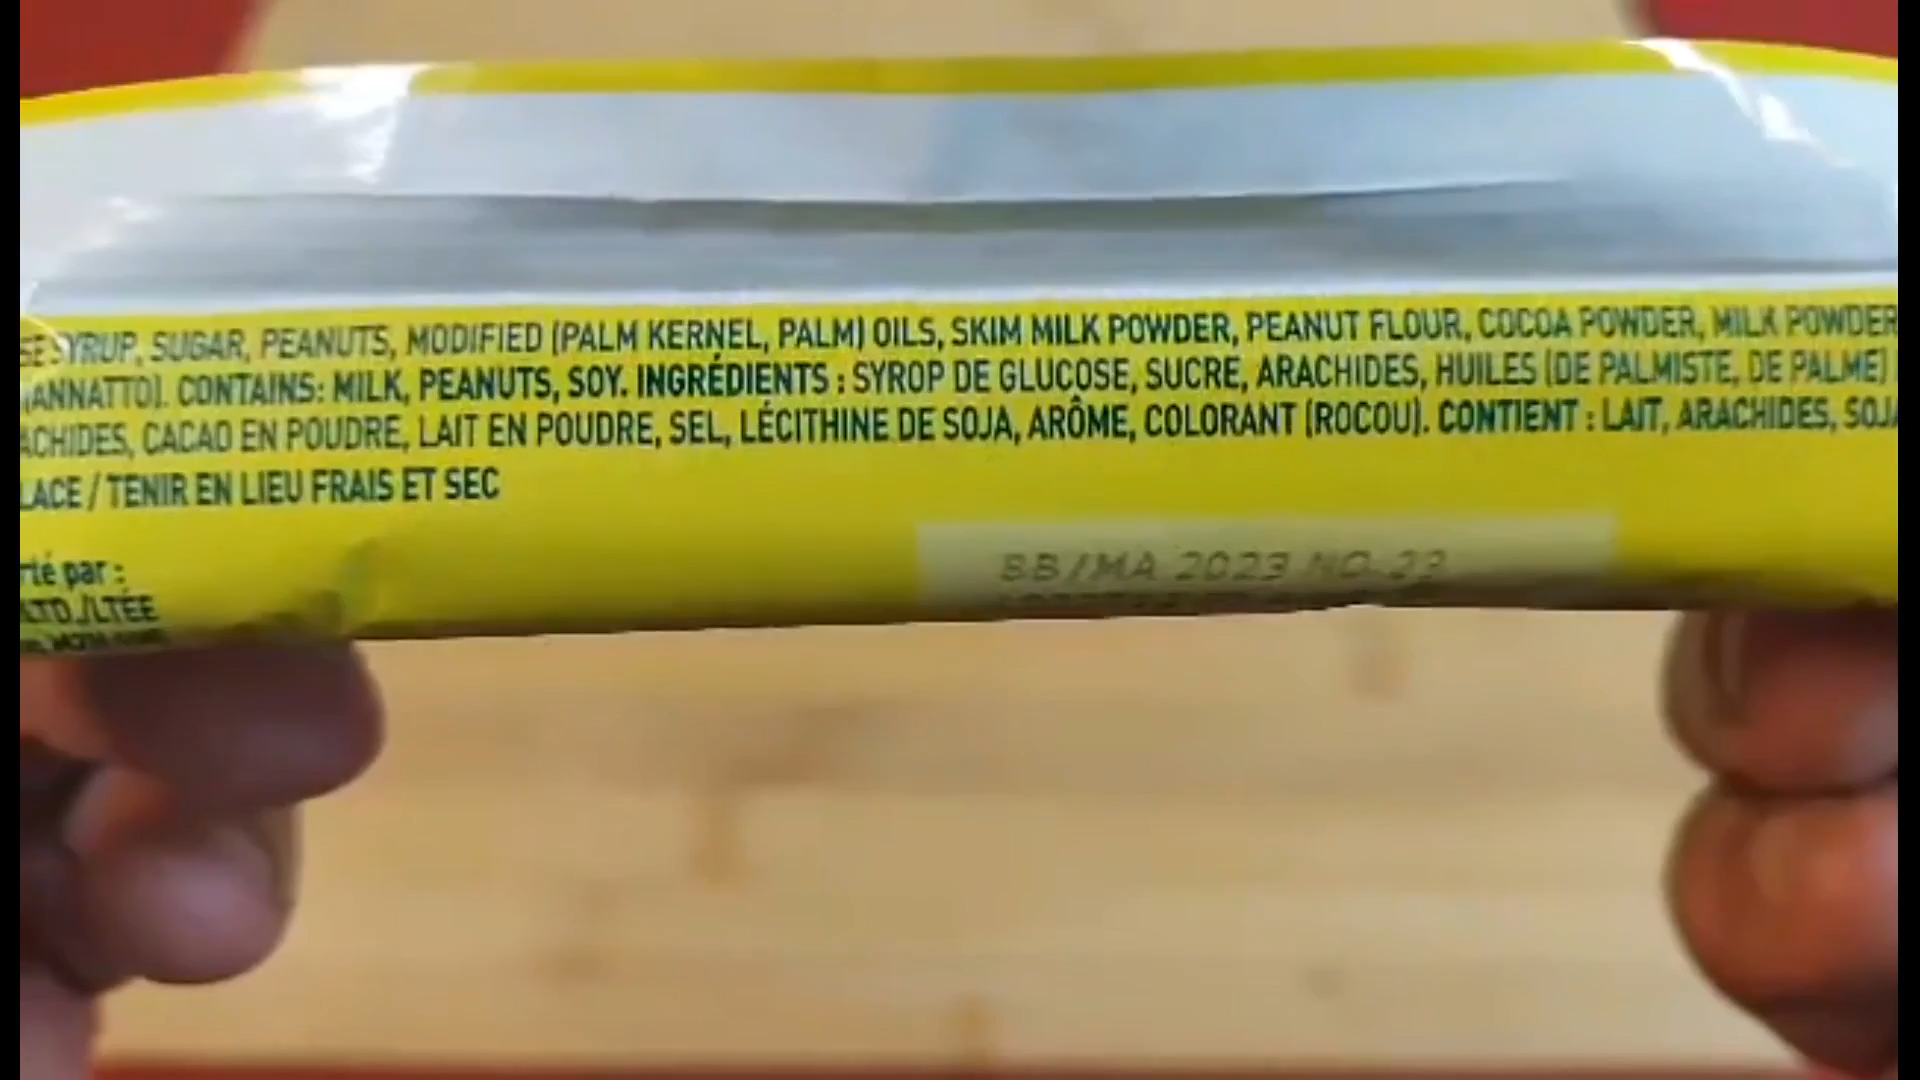 SE SYRUP, SUGAR, PEANUTS, MODIFIED (PALM KERNEL, PALM) OILS, SKIM MILK POWDER, PEANUT FLOUR, COCOA POWDER, MILK POWDER
(ANNATTO). CONTAINS: MILK, PEANUTS, SOY. INGRÉDIENTS : SYROP DE GLUCOSE, SUCRE, ARACHIDES, HUILES (DE PALMISTE, DE PALME)
ACHIDES, CACAO EN POUDRE, LAIT EN POUDRE, SEL, LÉCITHINE DE SOJA, ARÔME, COLORANT (ROCOU). CONTIENT : LAIT, ARACHIDES, SOJA
LACE / TENIR EN LIEU FRAIS ET SEC
rté par :
LTD./LTÉE
BB/MA 2023 NO.23